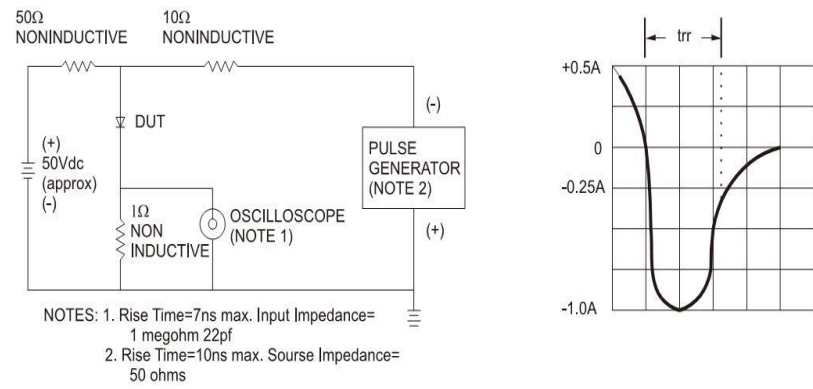 50Ω
NONINDUCTIVE
10Ω
NONINDUCTIVE
DUT
(+)
50Vdc
(approx)
(-)
1Ω
NON
INDUCTIVE
OSCILLOSCOPE
(NOTE 1)
(-)
PULSE
GENERATOR
(NOTE 2)
(+)
NOTES: 1. Rise Time=7ns max. Input Impedance=
1 megohm 22pf
2. Rise Time=10ns max. Sourse Impedance=
50 ohms
trr
+0.5A
0
-0.25A
-1.0A